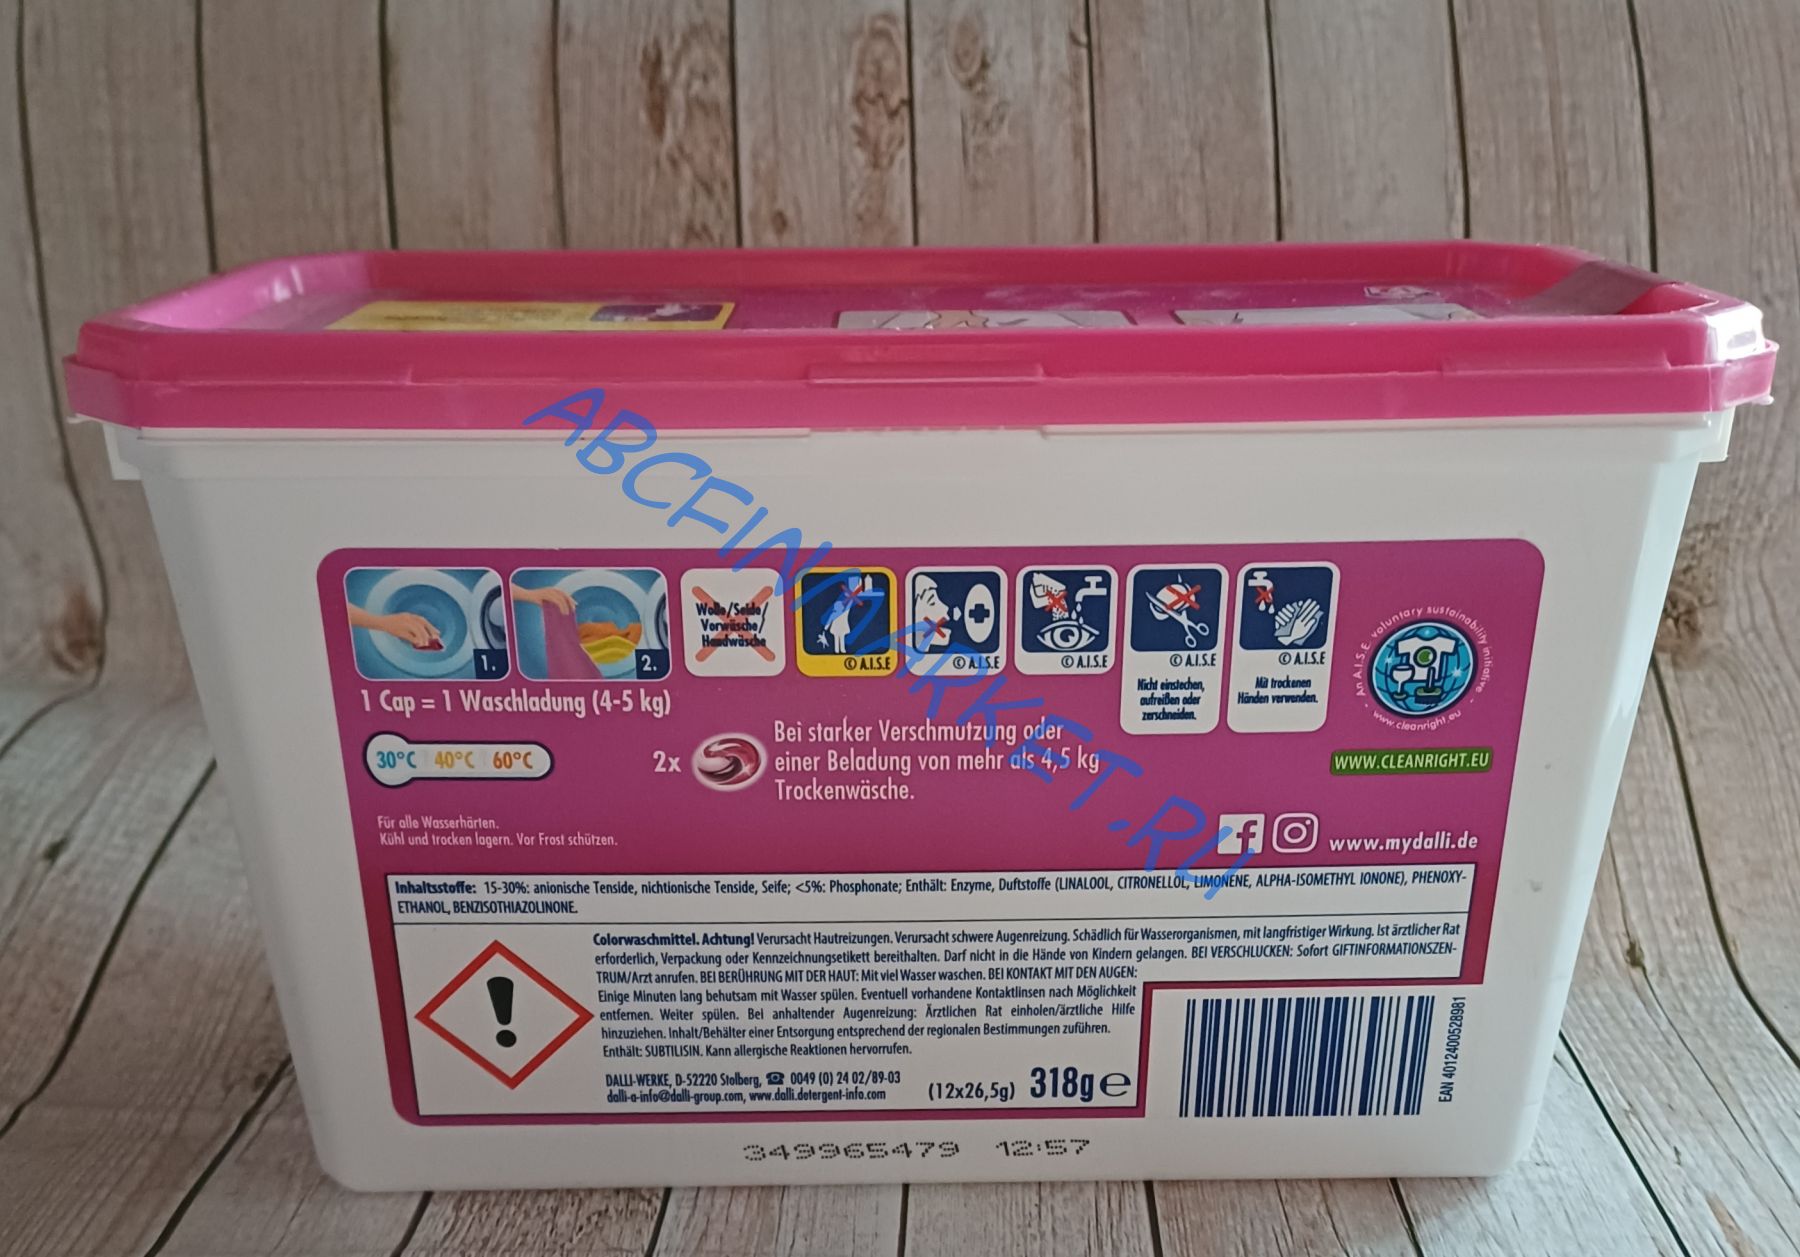 1.
2.
Wolle/Seide/
Vorwäsche/
Handwäsche
© A.I.S.E
© A.I.S.E
© A.I.S.E
© A.I.S.E
© A.I.S.E
Nicht einstechen,
aufreißen oder
zerschneiden.
Mit trockenen
Händen verwenden.
An A.I.S.E. voluntary sustainability initiative
www.cleanright.eu
WWW.CLEANRIGHT.EU
1 Cap = 1 Waschladung (4-5 kg)
30°C 40°C 60°C
2x
Bei starker Verschmutzung oder
einer Beladung von mehr als 4,5 kg
Trockenwäsche.
Für alle Wasserhärten.
Kühl und trocken lagern. Vor Frost schützen.
www.mydalli.de
Inhaltsstoffe: 15-30%: anionische Tenside, nichtionische Tenside, Seife; <5%: Phosphonate; Enthält: Enzyme, Duftstoffe (LINALOOL, CITRONELLOL, LIMONENE, ALPHA-ISOMETHYL IONONE), PHENOXY-
ETHANOL, BENZISOTHIAZOLINONE.
Colorwaschmittel. Achtung! Verursacht Hautreizungen. Verursacht schwere Augenreizung. Schädlich für Wasserorganismen, mit langfristiger Wirkung. Ist ärztlicher Rat
erforderlich, Verpackung oder Kennzeichnungsetikett bereithalten. Darf nicht in die Hände von Kindern gelangen. BEI VERSCHLUCKEN: Sofort GIFTINFORMATIONSZEN-
TRUM/Arzt anrufen. BEI BERÜHRUNG MIT DER HAUT: Mit viel Wasser waschen. BEI KONTAKT MIT DEN AUGEN:
Einige Minuten lang behutsam mit Wasser spülen. Eventuell vorhandene Kontaktlinsen nach Möglichkeit
entfernen. Weiter spülen. Bei anhaltender Augenreizung: Ärztlichen Rat einholen/ärztliche Hilfe
hinzuziehen. Inhalt/Behälter einer Entsorgung entsprechend der regionalen Bestimmungen zuführen.
Enthält: SUBTILISIN. Kann allergische Reaktionen hervorrufen.
DALLI-WERKE, D-52220 Stolberg, ☎ 0049 (0) 24 02/89-03
dalli-a-info@dalli-group.com, www.dalli.detergent-info.com
(12x26,5g) 318g e
EAN 4012400528981
349965479 12:57
ABCFINMARKET.RU